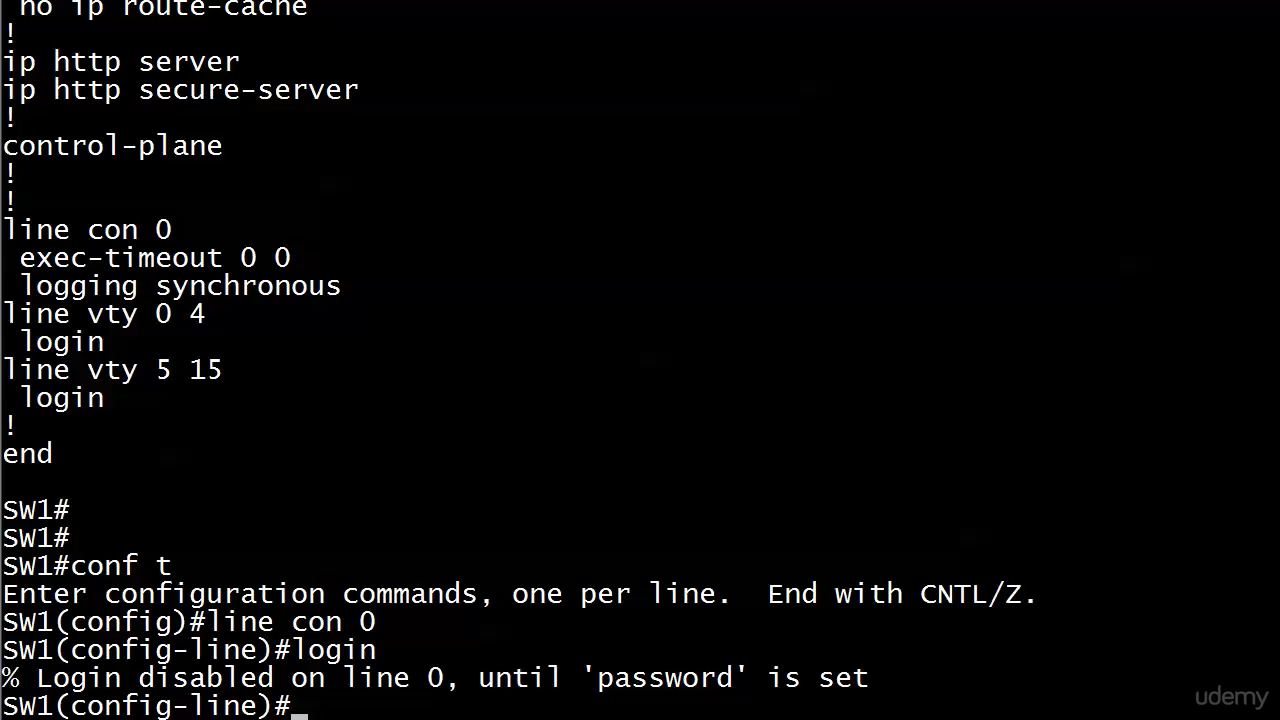 no ip route-cache
!
ip http server
ip http secure-server
!
control-plane
!
!
line con 0
 exec-timeout 0 0
 logging synchronous
line vty 0 4
 login
line vty 5 15
 login
!
end
SW1#
SW1#
SW1#conf t
Enter configuration commands, one per line.  End with CNTL/Z.
SW1(config)#line con 0
SW1(config-line)#login
% Login disabled on line 0, until 'password' is set
SW1(config-line)#
udemy